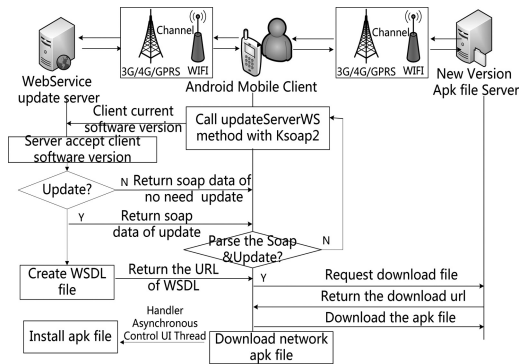 Channel
3G/4G/GPRS WIFI
Channel
3G/4G/GPRS WIFI
WebService
update server
Android Mobile Client
New Version
Apk file Server
Client current
software version
Call updateServerWS
method with Ksoap2
Server accept client
software version
Update?
N Return soap data of
no need update
Y Return soap
data of update
Parse the Soap
&Update?
N
Y
Create WSDL
file
Return the URL
of WSDL
Request download file
Return the download url
Download the apk file
Handler
Asynchronous
Control UI Thread
Install apk file
Download network
apk file